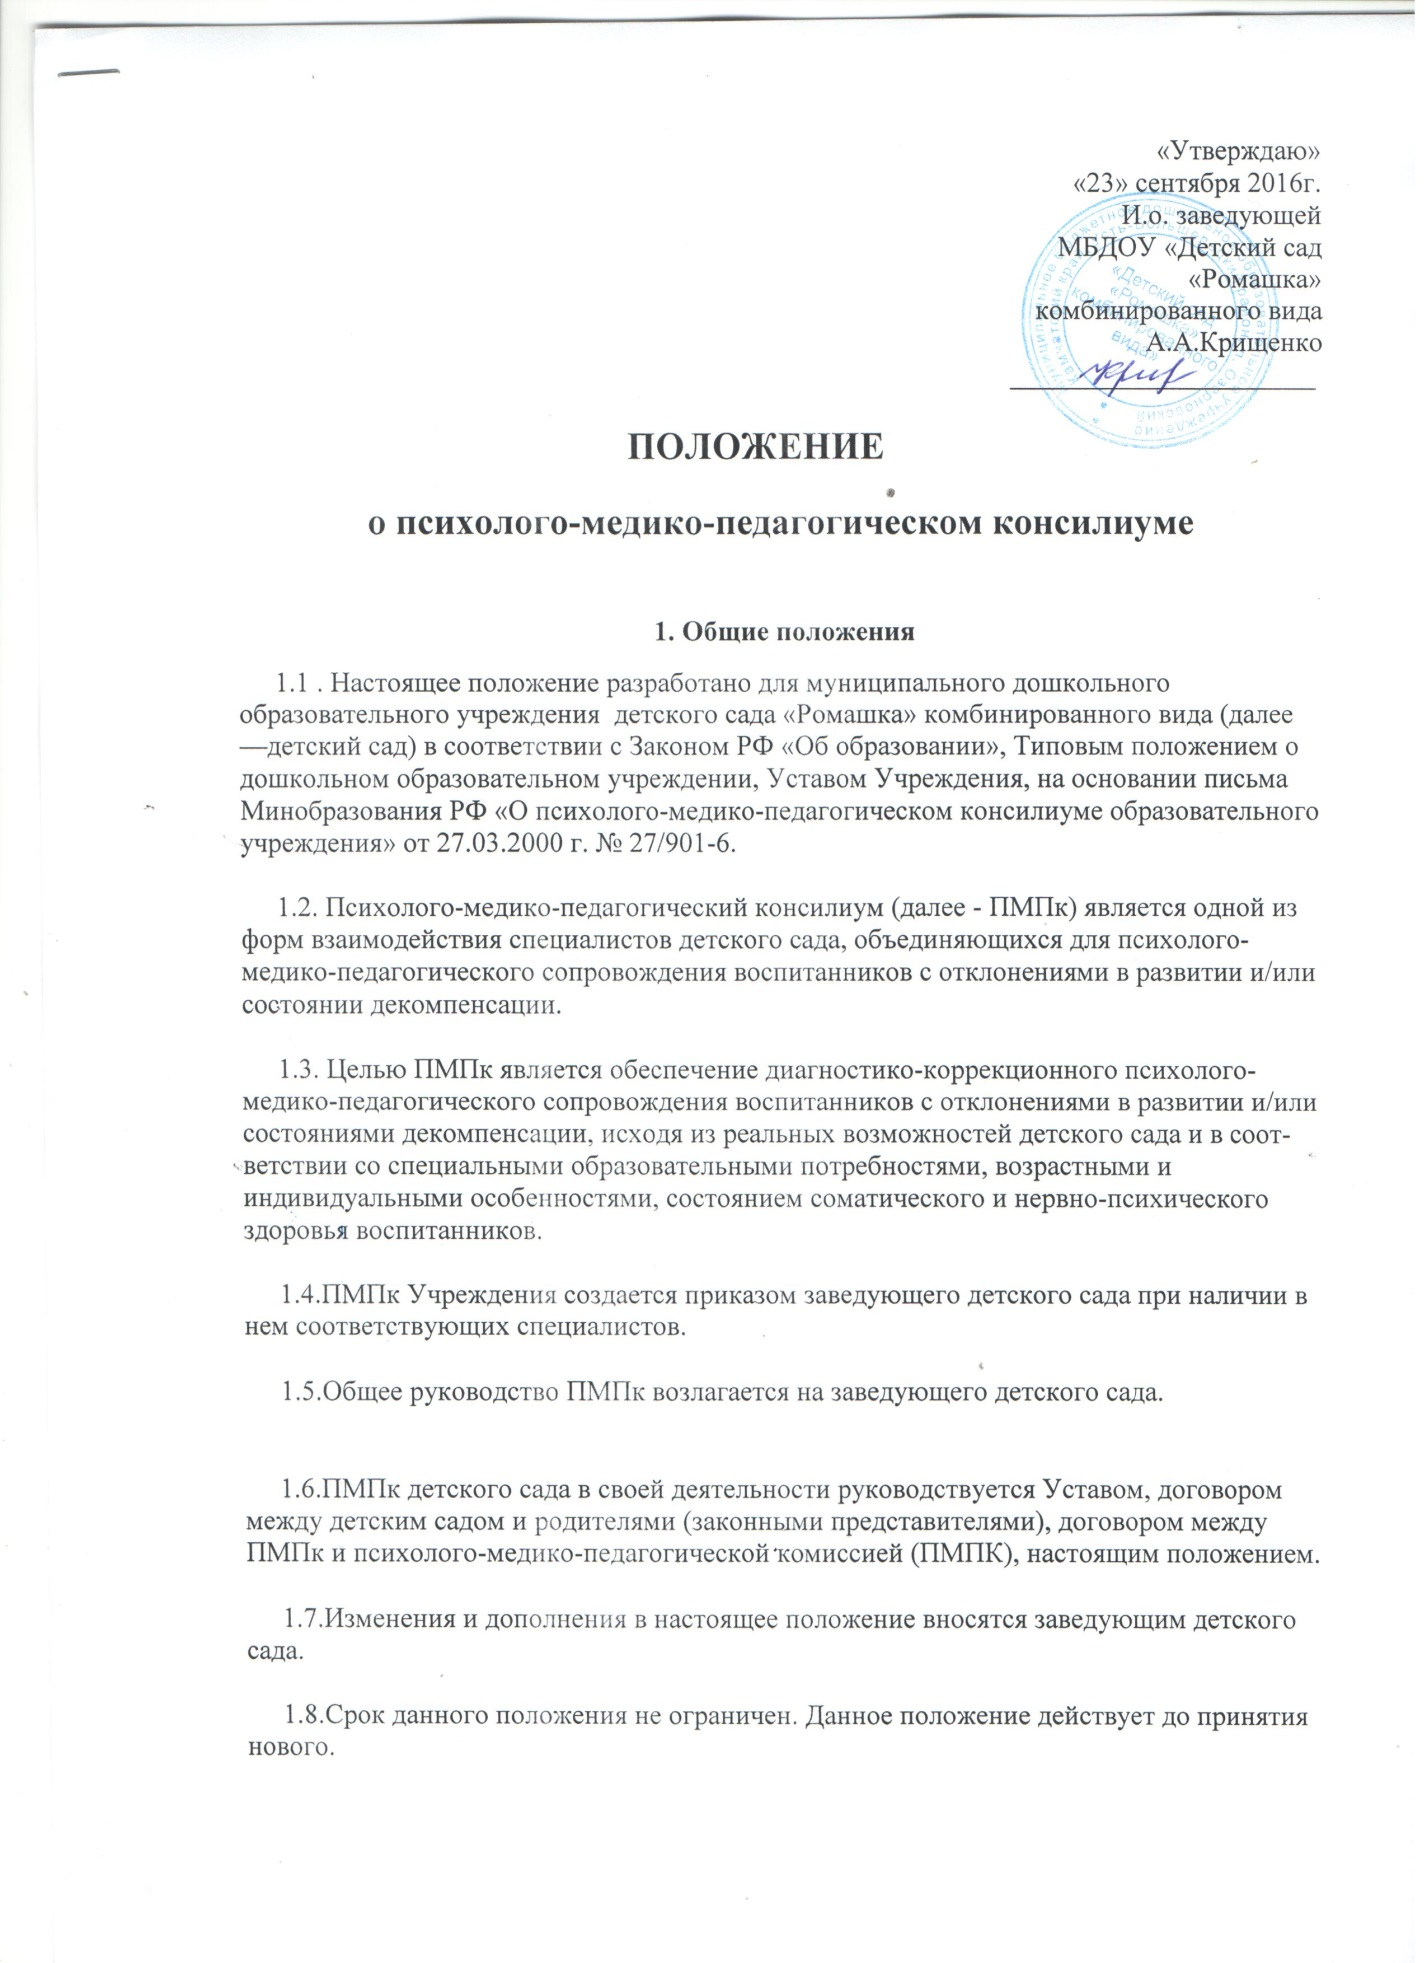 «Утверждаю»
«23» сентября 2016г.
И.о. заведующей
МБДОУ «Детский сад
«Ромашка»
комбинированного вида
А.А.Крищенко
«Детский сад
«Ромашка»
комбинированного
вида»
ПОЛОЖЕНИЕ
о психолого-медико-педагогическом консилиуме
1. Общие положения
1.1 . Настоящее положение разработано для муниципального дошкольного
образовательного учреждения детского сада «Ромашка» комбинированного вида (далее
—детский сад) в соответствии с Законом РФ «Об образовании», Типовым положением о
дошкольном образовательном учреждении, Уставом Учреждения, на основании письма
Минобразования РФ «О психолого-медико-педагогическом консилиуме образовательного
учреждения» от 27.03.2000 г. № 27/901-6.
1.2. Психолого-медико-педагогический консилиум (далее - ПМПк) является одной из
форм взаимодействия специалистов детского сада, объединяющихся для психолого-
медико-педагогического сопровождения воспитанников с отклонениями в развитии и/или
состоянии декомпенсации.
1.3. Целью ПМПк является обеспечение диагностико-коррекционного психолого-
медико-педагогического сопровождения воспитанников с отклонениями в развитии и/или
состояниями декомпенсации, исходя из реальных возможностей детского сада и в соот-
ветствии со специальными образовательными потребностями, возрастными и
индивидуальными особенностями, состоянием соматического и нервно-психического
здоровья воспитанников.
1.4.ПМПк Учреждения создается приказом заведующего детского сада при наличии в
нем соответствующих специалистов.
1.5.Общее руководство ПМПк возлагается на заведующего детского сада.
1.6.ПМПк детского сада в своей деятельности руководствуется Уставом, договором
между детским садом и родителями (законными представителями), договором между
ПМПк и психолого-медико-педагогической комиссией (ПМПК), настоящим положением.
1.7.Изменения и дополнения в настоящее положение вносятся заведующим детского
сада.
1.8.Срок данного положения не ограничен. Данное положение действует до принятия
нового.